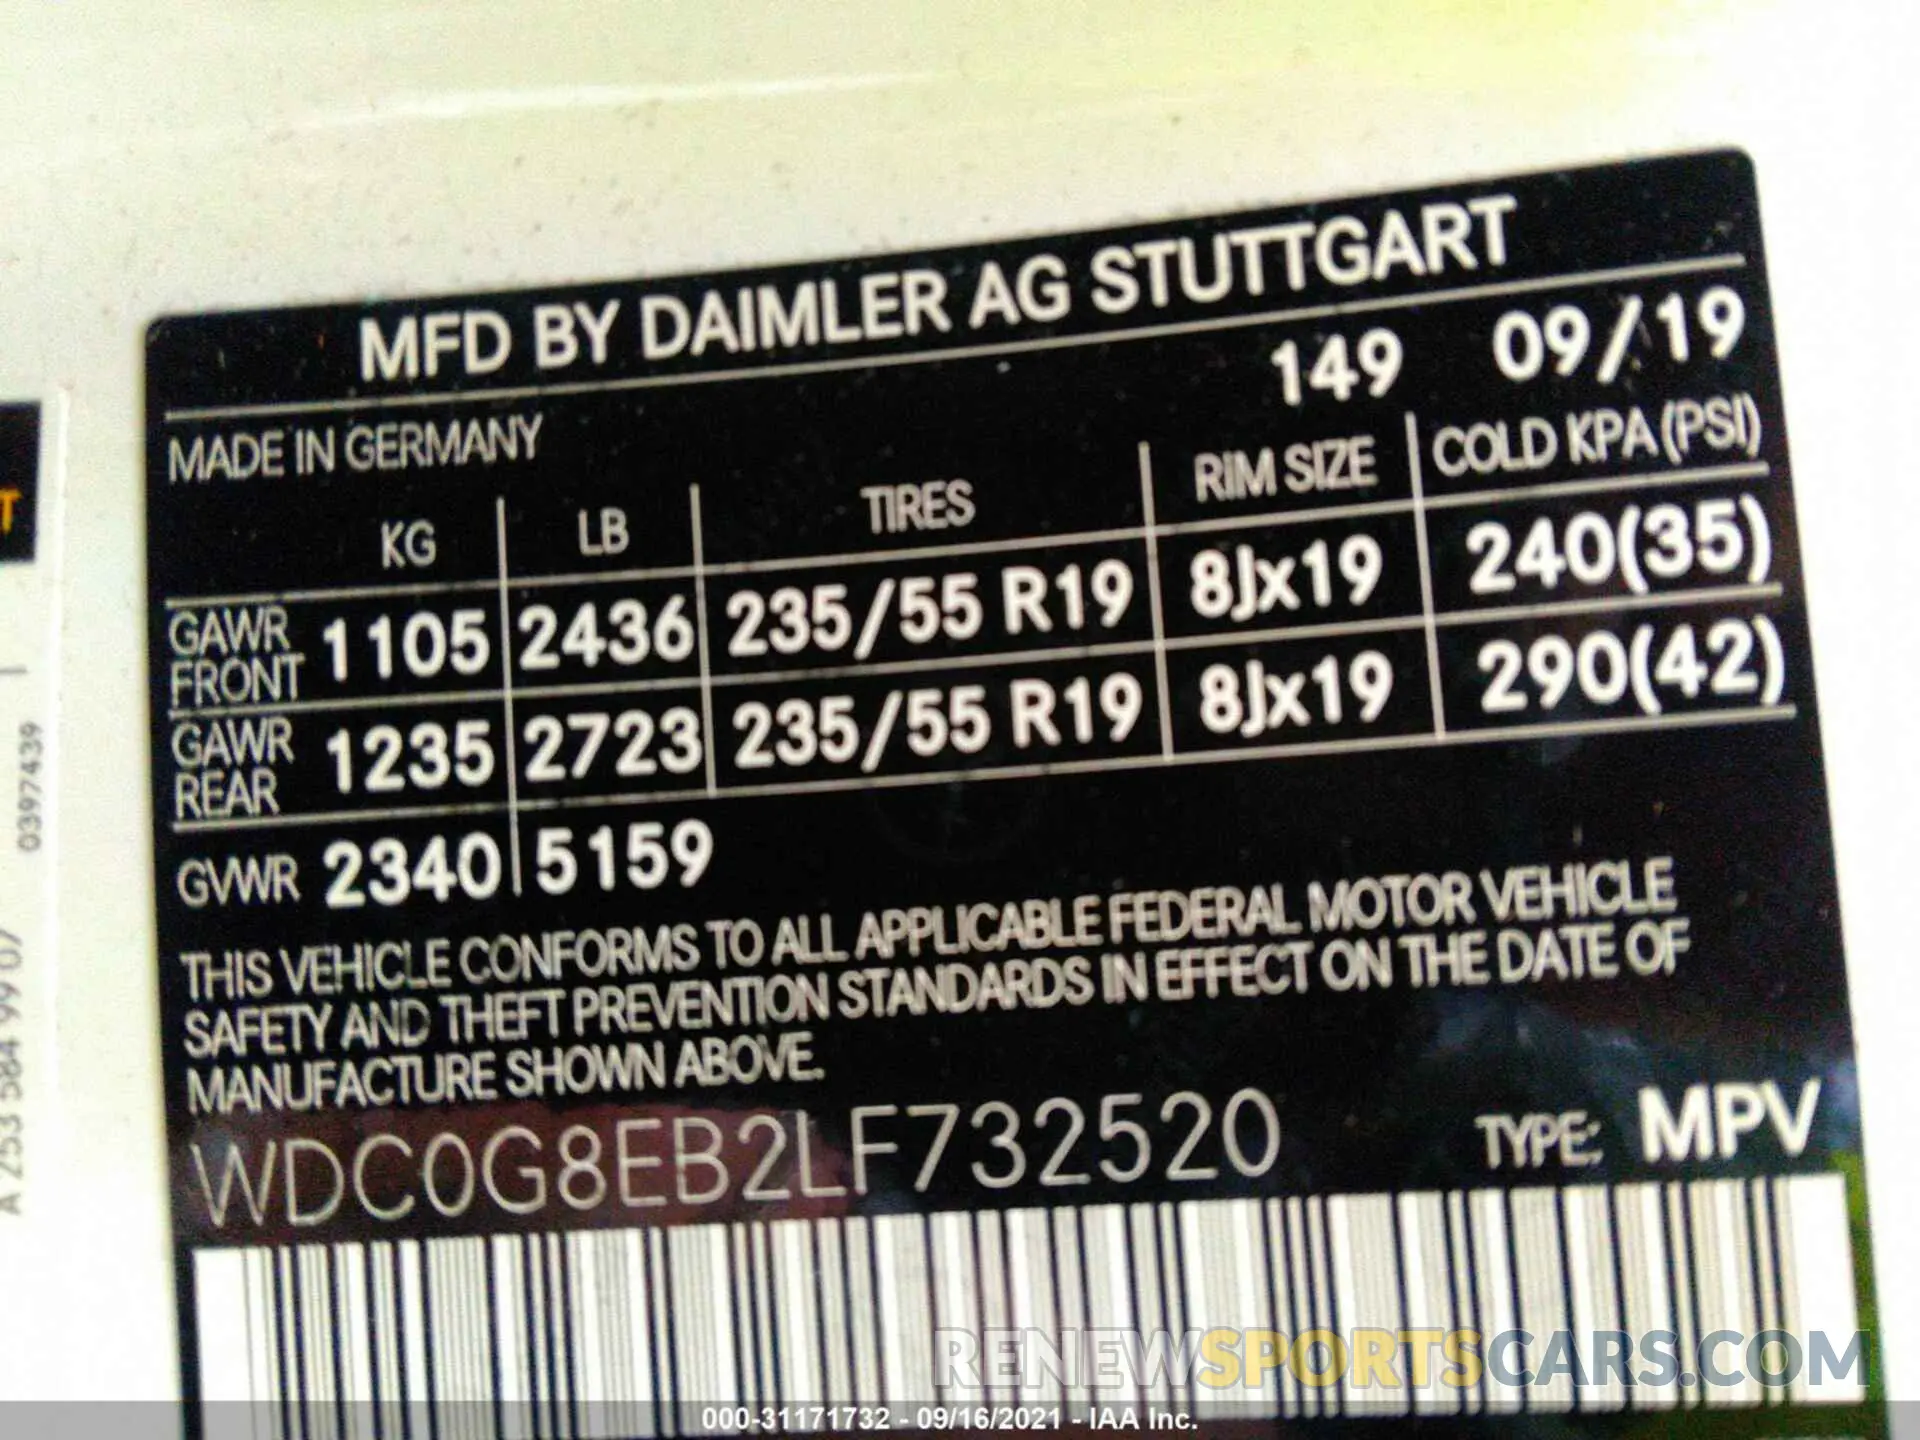 MFD BY DAIMLER AG STUTTGART
149 09/19
MADE IN GERMANY
KG LB TIRES RIM SIZE COLD KPA (PSI)
GAWR FRONT 1105 2436 235/55 R19 8Jx19 240(35)
GAWR REAR 1235 2723 235/55 R19 8Jx19 290(42)
GVWR 2340 5159
THIS VEHICLE CONFORMS TO ALL APPLICABLE FEDERAL MOTOR VEHICLE
SAFETY AND THEFT PREVENTION STANDARDS IN EFFECT ON THE DATE OF
MANUFACTURE SHOWN ABOVE.
WDC0G8EB2LF732520 TYPE: MPV
T
0397439
A 253 584 99 07
RENEWSPORTSCARS.COM
000-31171732 - 09/16/2021 - IAA Inc.